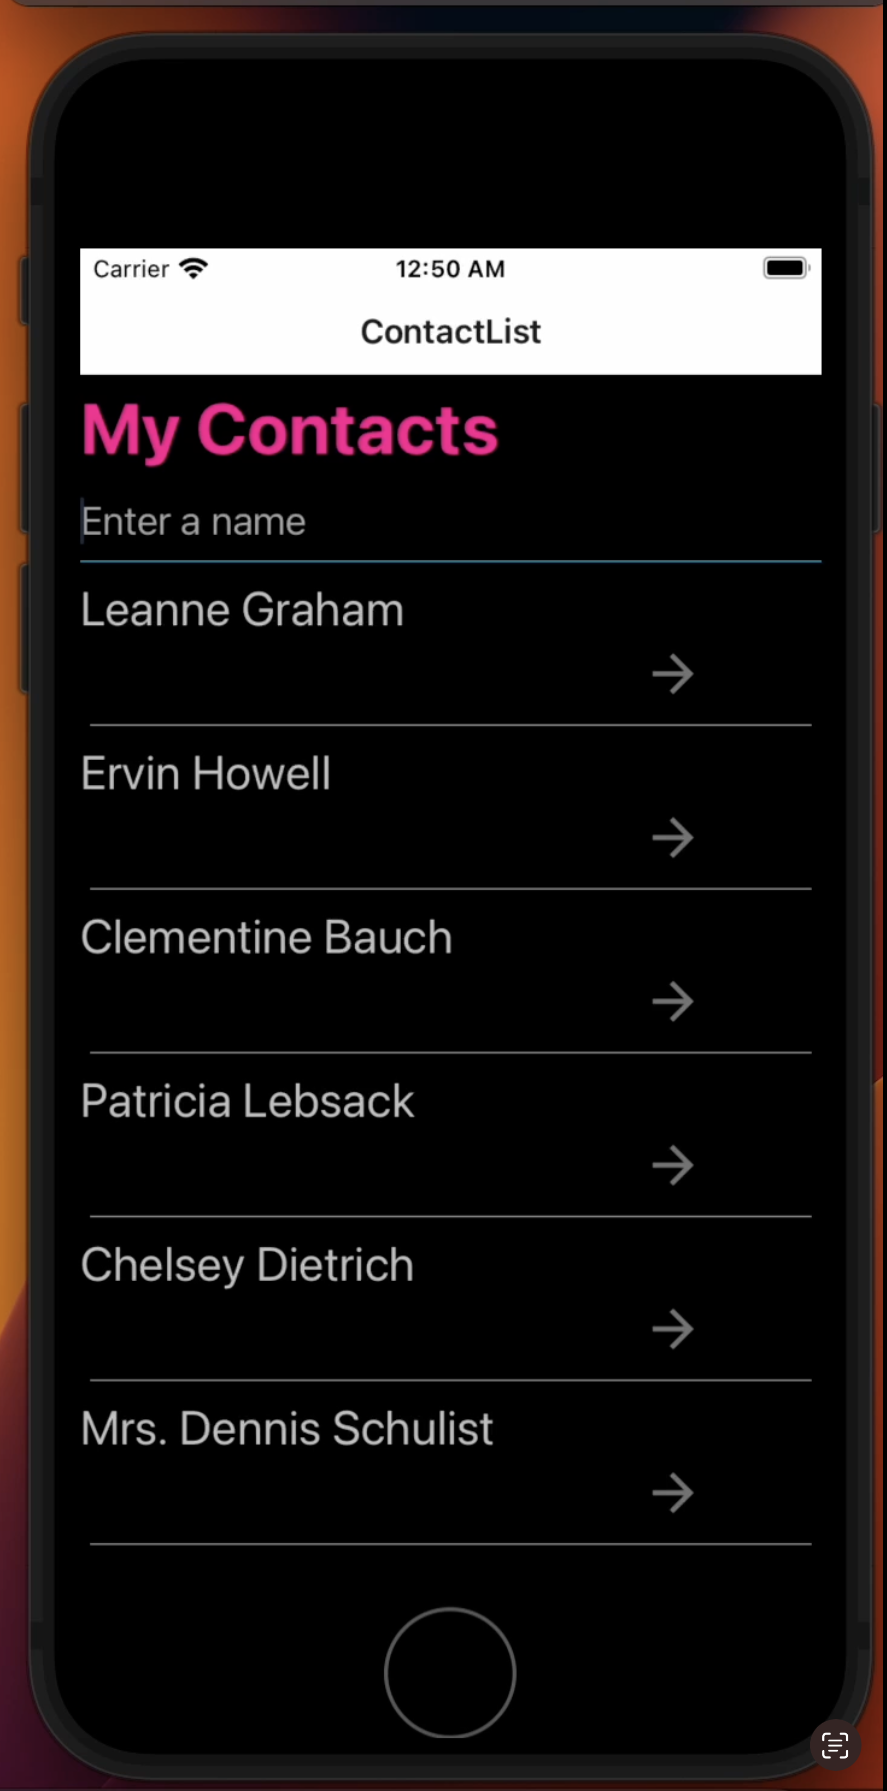 Carrier 12:50 AM
ContactList
My Contacts
Enter a name
Leanne Graham
Ervin Howell
Clementine Bauch
Patricia Lebsack
Chelsey Dietrich
Mrs. Dennis Schulist